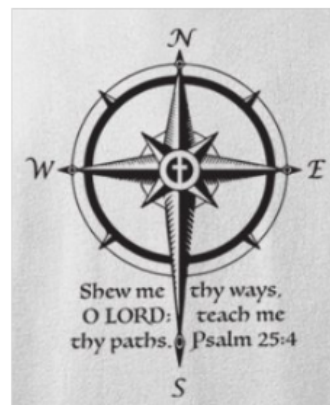 N
W E
Shew me thy ways,
O LORD: teach me
thy paths. Psalm 25:4
S